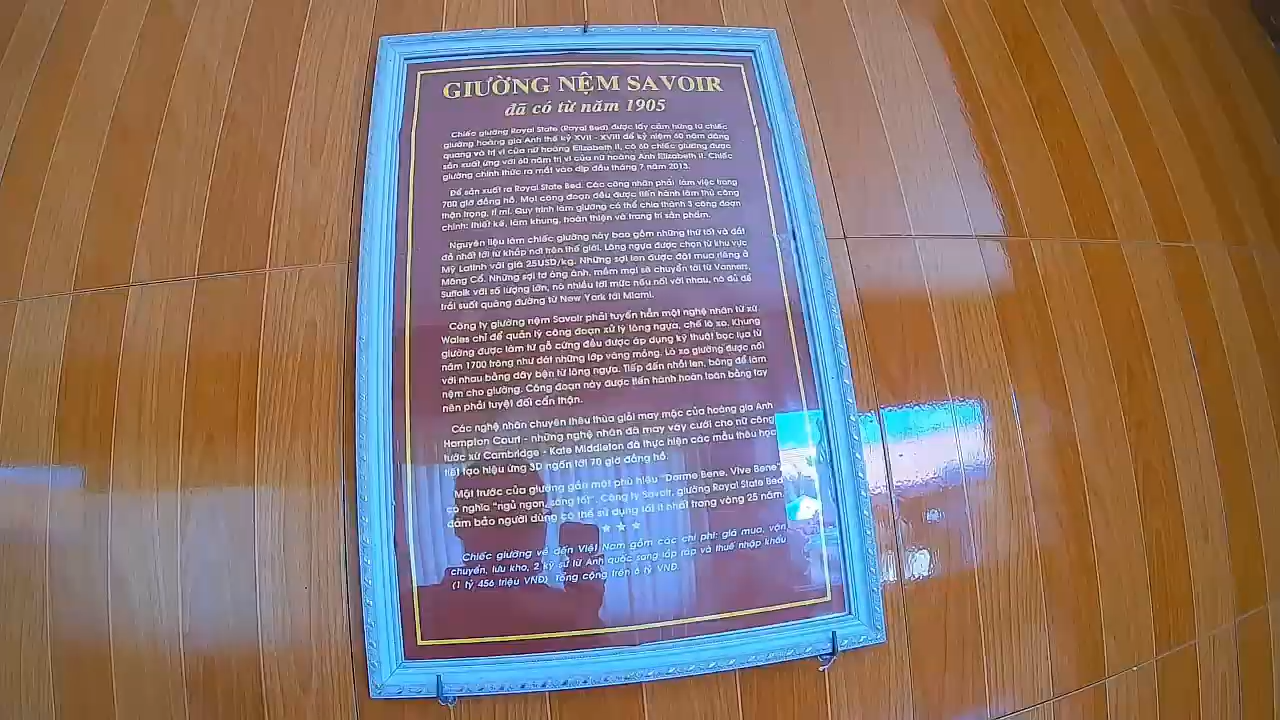 GIƯỜNG NỆM SAVOIR
đã có từ năm 1905
Chiếc giường Royal State (Royal Bed) được lấy cảm hứng từ chiếc
giường hoàng gia Anh thế kỷ XVII - XVIII để kỷ niệm 60 năm đăng
quang và trị vì của nữ hoàng Elizabeth II, có 60 chiếc giường được
sản xuất ứng với 60 năm trị vì của nữ hoàng Anh Elizabeth II. Chiếc
giường chính thức ra mắt vào dịp đầu tháng 7 năm 2013.
Để sản xuất ra Royal State Bed. Các công nhân phải làm việc trong
700 giờ đồng hồ. Mọi công đoạn đều được tiến hành làm thủ công
thận trọng, tỉ mỉ. Quy trình làm giường có thể chia thành 3 công đoạn
chính: thiết kế, làm khung, hoàn thiện và trang trí sản phẩm.
Nguyên liệu làm chiếc giường này bao gồm những thứ tốt và đắt
đỏ nhất tới từ khắp nơi trên thế giới. Lông ngựa được chọn từ khu vực
Mỹ Latinh với giá 25USD/kg. Những sợi len được đặt mua riêng ở
Mông Cổ. Những sợi tơ óng ánh, mềm mại sẽ chuyển tới từ Vanners,
Suffolk với số lượng lớn, nó nhiều tới mức nếu nối với nhau, nó đủ để
trải suốt quãng đường từ New York tới Miami.
Công ty giường nệm Savoir phải tuyển hẳn một nghệ nhân từ xứ
Wales chỉ để quản lý công đoạn xử lý lông ngựa, chế lò xo. Khung
giường được làm từ gỗ cứng đều được áp dụng kỹ thuật bọc lụa từ
năm 1700 trông như dát những lớp vàng mỏng. Lò xo giường được nối
với nhau bằng dây bện từ lông ngựa. Tiếp đến nhồi len, bông để làm
nệm cho giường. Công đoạn này được tiến hành hoàn toàn bằng tay
nên phải tuyệt đối cẩn thận.
Các nghệ nhân chuyên thêu thùa giỏi may mặc của hoàng gia Anh
Hampton Court - những nghệ nhân đã may váy cưới cho nữ công
tước xứ Cambridge - Kate Middleton đã thực hiện các mẫu thêu họa
tiết tạo hiệu ứng 3D ngốn tới 70 giờ đồng hồ.
Mặt trước của giường gắn một phù hiệu "Dorme Bene, Vive Bene"
có nghĩa "ngủ ngon, sống tốt". Công ty Savoir, giường Royal State Bed
đảm bảo người dùng có thể sử dụng tối ít nhất trong vòng 25 năm
Chiếc giường về đến Việt Nam gồm các chi phí: giá mua, vận
chuyển, lưu kho, 2 kỹ sư từ Anh quốc sang lắp ráp và thuế nhập khẩu
(1 tỷ 456 triệu VNĐ). Tổng cộng trên 6 tỷ VNĐ.